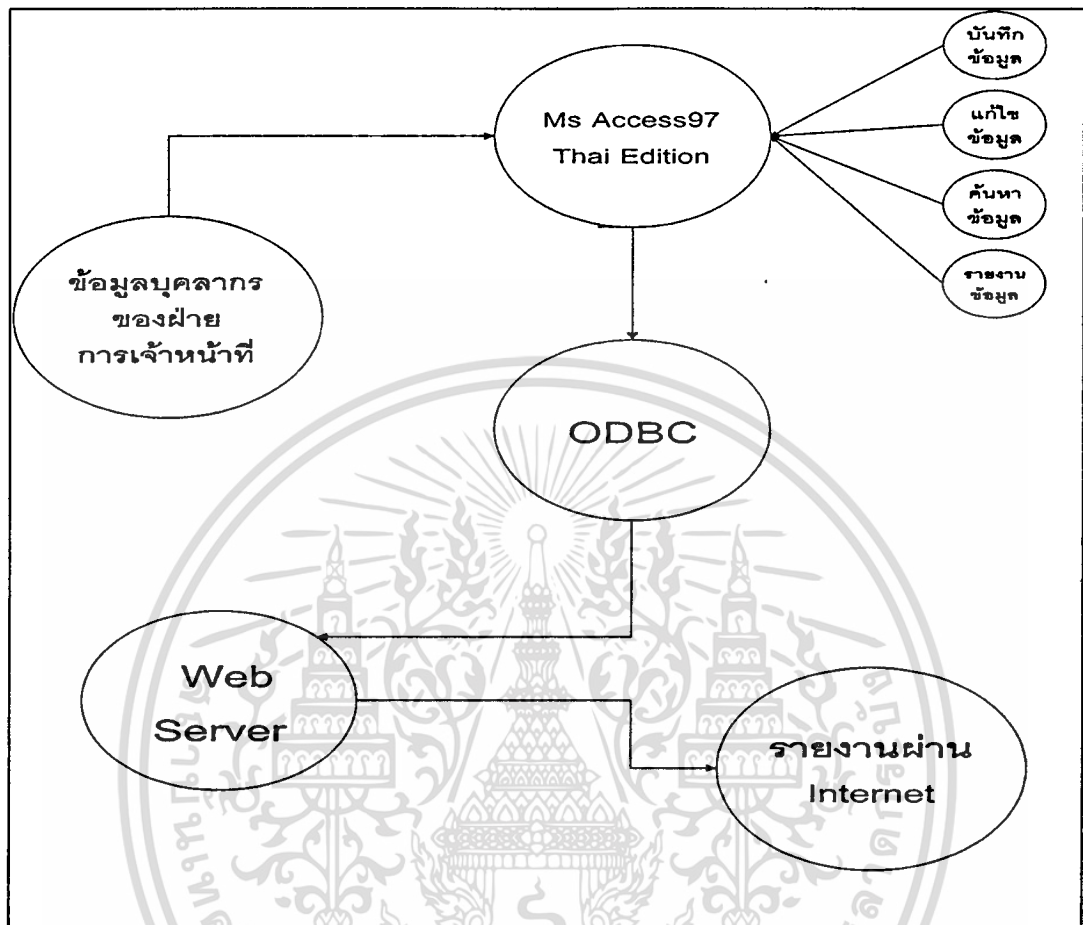 บันทึก
ข้อมูล
Ms Access97
Thai Edition
แก้ไข
ข้อมูล
ค้นหา
ข้อมูล
รายงาน
ข้อมูล
ข้อมูลบุคลากร
ของฝ่าย
การเจ้าหน้าที่
ODBC
Web
Server
รายงานผ่าน
Internet